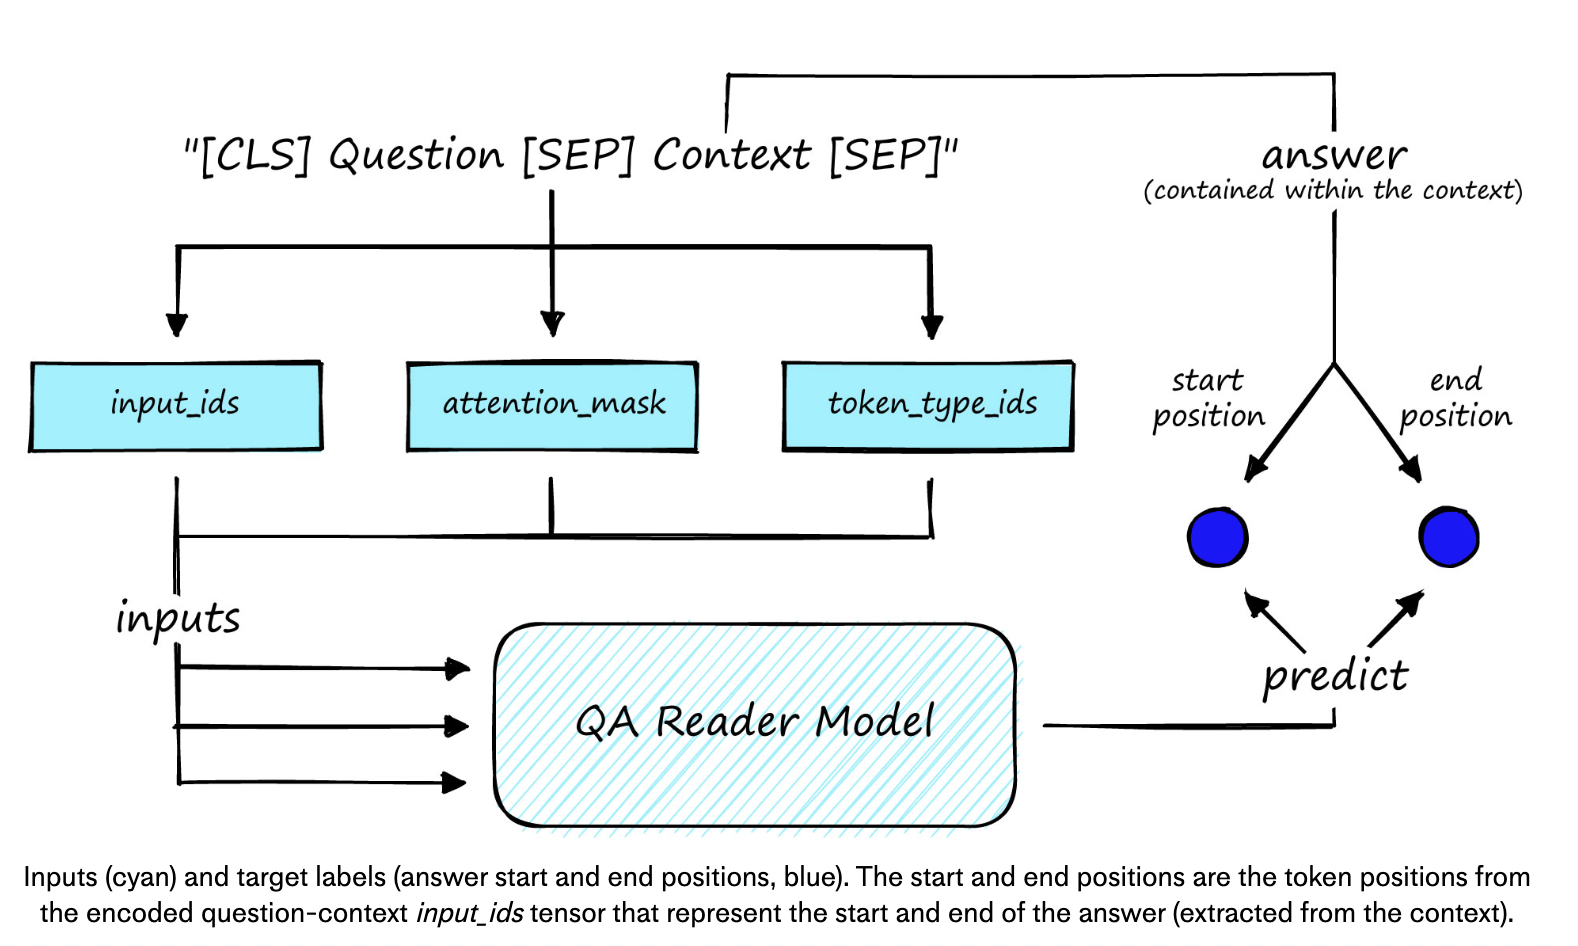 "[CLS] Question [SEP] Context [SEP]"
answer
(contained within the context)
input_ids
attention_mask
token_type_ids
start
position
end
position
inputs
QA Reader Model
predict
Inputs (cyan) and target labels (answer start and end positions, blue). The start and end positions are the token positions from
the encoded question-context input_ids tensor that represent the start and end of the answer (extracted from the context).